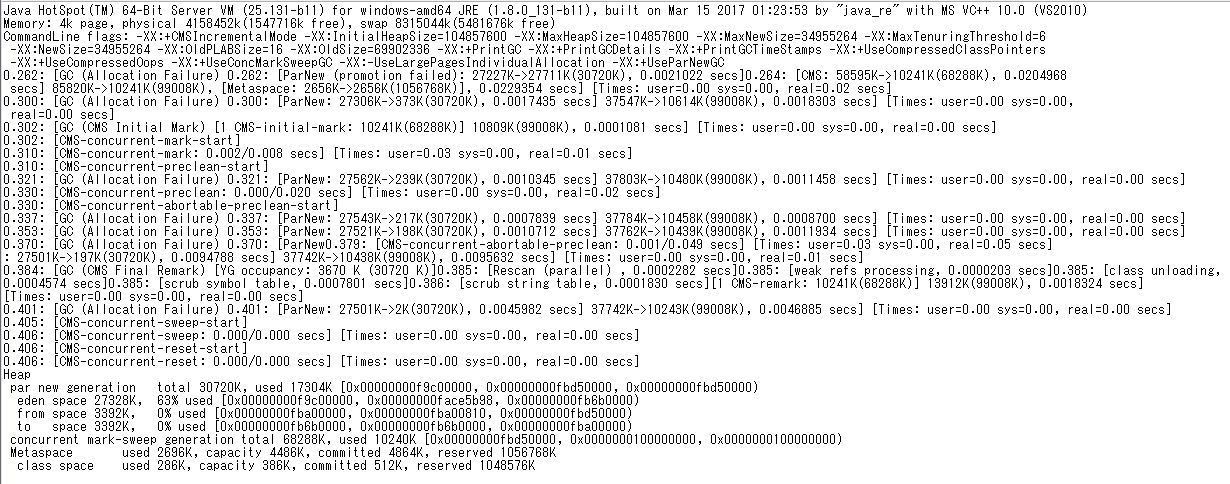 Java HotSpot(TM) 64-Bit Server VM (25.131-b11) for windows-amd64 JRE (1.8.0_131-b11), built on Mar 15 2017 01:23:53 by "java_re" with MS VC++ 10.0 (VS2010)
Memory: 4k page, physical 4158452k(1547716k free), swap 8315044k(5481676k free)
CommandLine flags: -XX:+CMSIncrementalMode -XX:InitialHeapSize=104857600 -XX:MaxHeapSize=104857600 -XX:MaxNewSize=34955264 -XX:MaxTenuringThreshold=6
-XX:NewSize=34955264 -XX:OldPLABSize=16 -XX:OldSize=69902336 -XX:+PrintGC -XX:+PrintGCDetails -XX:+PrintGCTimeStamps -XX:+UseCompressedClassPointers
-XX:+UseCompressedOops -XX:+UseConcMarkSweepGC -XX:-UseLargePagesIndividualAllocation -XX:+UseParNewGC
0.262: [GC (Allocation Failure) 0.262: [ParNew (promotion failed): 27227K->27711K(30720K), 0.0021022 secs]0.264: [CMS: 58595K->10241K(68288K), 0.0204968
secs] 85820K->10241K(99008K), [Metaspace: 2656K->2656K(1056768K)], 0.0229354 secs] [Times: user=0.00 sys=0.00, real=0.02 secs]
0.300: [GC (Allocation Failure) 0.300: [ParNew: 27306K->373K(30720K), 0.0017435 secs] 37547K->10614K(99008K), 0.0018303 secs] [Times: user=0.00 sys=0.00,
real=0.00 secs]
0.302: [GC (CMS Initial Mark) [1 CMS-initial-mark: 10241K(68288K)] 10809K(99008K), 0.0001081 secs] [Times: user=0.00 sys=0.00, real=0.00 secs]
0.302: [CMS-concurrent-mark-start]
0.310: [CMS-concurrent-mark: 0.002/0.008 secs] [Times: user=0.03 sys=0.00, real=0.01 secs]
0.310: [CMS-concurrent-preclean-start]
0.321: [GC (Allocation Failure) 0.321: [ParNew: 27562K->239K(30720K), 0.0010345 secs] 37803K->10480K(99008K), 0.0011458 secs] [Times: user=0.00 sys=0.00, real=0.00 secs]
0.330: [CMS-concurrent-preclean: 0.000/0.020 secs] [Times: user=0.00 sys=0.00, real=0.02 secs]
0.330: [CMS-concurrent-abortable-preclean-start]
0.337: [GC (Allocation Failure) 0.337: [ParNew: 27543K->217K(30720K), 0.0007839 secs] 37784K->10458K(99008K), 0.0008700 secs] [Times: user=0.00 sys=0.00, real=0.00 secs]
0.353: [GC (Allocation Failure) 0.353: [ParNew: 27521K->198K(30720K), 0.0010712 secs] 37762K->10439K(99008K), 0.0011934 secs] [Times: user=0.00 sys=0.00, real=0.00 secs]
0.370: [GC (Allocation Failure) 0.370: [ParNew0.379: [CMS-concurrent-abortable-preclean: 0.001/0.049 secs] [Times: user=0.03 sys=0.00, real=0.05 secs]
: 27501K->197K(30720K), 0.0094788 secs] 37742K->10438K(99008K), 0.0095632 secs] [Times: user=0.00 sys=0.00, real=0.01 secs]
0.384: [GC (CMS Final Remark) [YG occupancy: 3670 K (30720 K)]0.385: [Rescan (parallel) , 0.0002282 secs]0.385: [weak refs processing, 0.0000203 secs]0.385: [class unloading,
0.0004574 secs]0.385: [scrub symbol table, 0.0007801 secs]0.386: [scrub string table, 0.0001830 secs][1 CMS-remark: 10241K(68288K)] 13912K(99008K), 0.0018324 secs]
[Times: user=0.00 sys=0.00, real=0.00 secs]
0.401: [GC (Allocation Failure) 0.401: [ParNew: 27501K->2K(30720K), 0.0045982 secs] 37742K->10243K(99008K), 0.0046885 secs] [Times: user=0.00 sys=0.00, real=0.00 secs]
0.405: [CMS-concurrent-sweep-start]
0.406: [CMS-concurrent-sweep: 0.000/0.000 secs] [Times: user=0.00 sys=0.00, real=0.00 secs]
0.406: [CMS-concurrent-reset-start]
0.406: [CMS-concurrent-reset: 0.000/0.000 secs] [Times: user=0.00 sys=0.00, real=0.00 secs]
Heap
par new generation total 30720K, used 17304K [0x00000000f9c00000, 0x00000000fbd50000, 0x00000000fbd50000)
eden space 27328K, 63% used [0x00000000f9c00000, 0x00000000face5b98, 0x00000000fb6b0000)
from space 3392K, 0% used [0x00000000fba00000, 0x00000000fba00810, 0x00000000fbd50000)
to space 3392K, 0% used [0x00000000fb6b0000, 0x00000000fb6b0000, 0x00000000fba00000)
concurrent mark-sweep generation total 68288K, used 10240K [0x00000000fbd50000, 0x0000000100000000, 0x0000000100000000)
Metaspace used 2696K, capacity 4486K, committed 4864K, reserved 1056768K
class space used 286K, capacity 386K, committed 512K, reserved 1048576K